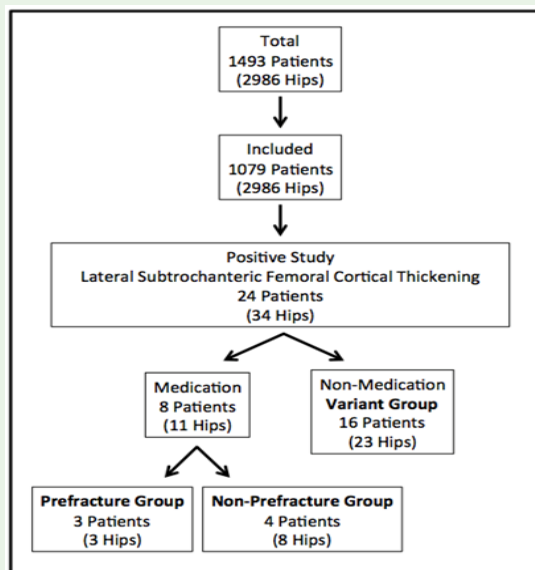 Total
1493 Patients
(2986 Hips)
Included
1079 Patients
(2986 Hips)
Positive Study
Lateral Subtrochanteric Femoral Cortical Thickening
24 Patients
(34 Hips)
Medication
8 Patients
(11 Hips)
Non-Medication
Variant Group
16 Patients
(23 Hips)
Prefracture Group
3 Patients
(3 Hips)
Non-Prefracture Group
4 Patients
(8 Hips)